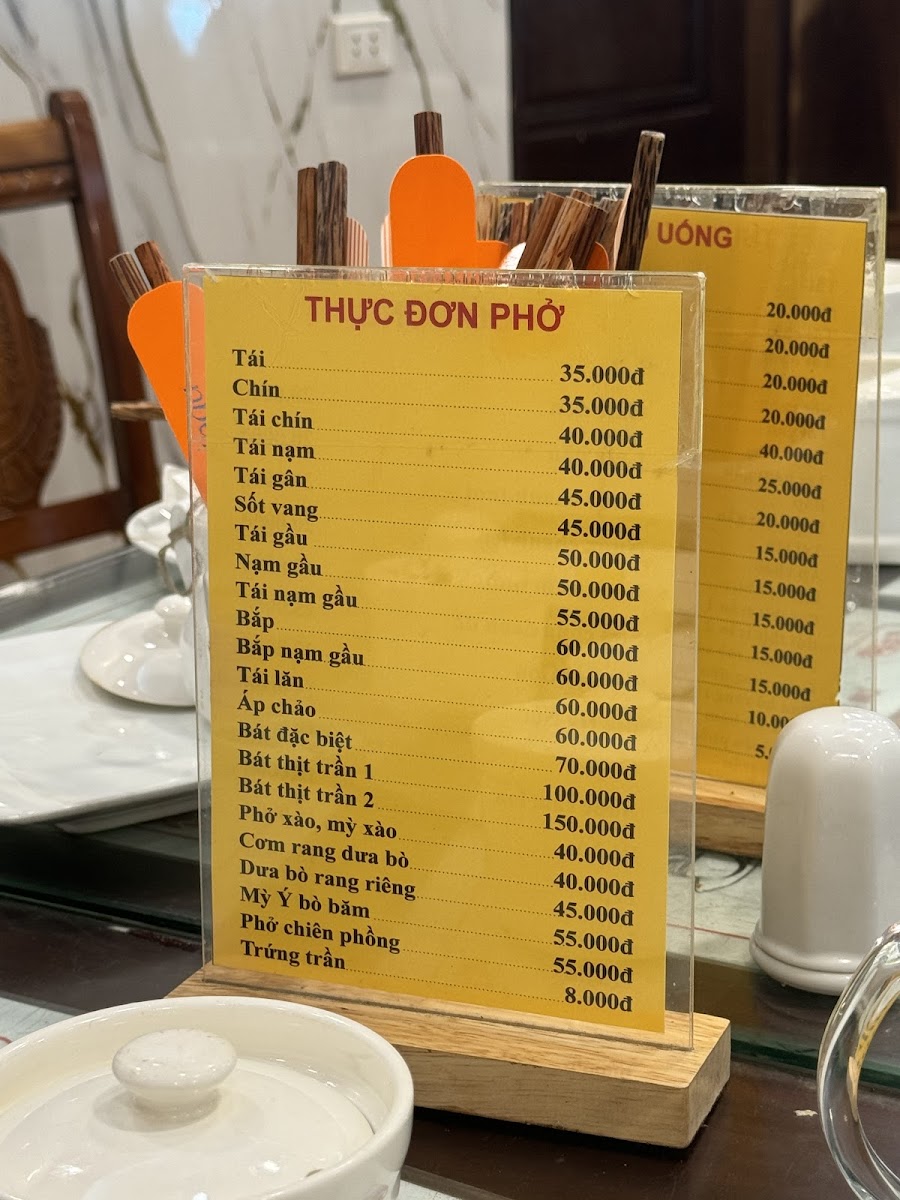 THỰC ĐƠN PHỞ
Tái 35.000đ
Chín 35.000đ
Tái chín 40.000đ
Tái nạm 40.000đ
Tái gân 45.000đ
Sốt vang 45.000đ
Tái gầu 50.000đ
Nạm gầu 50.000đ
Tái nạm gầu 55.000đ
Bắp 60.000đ
Bắp nạm gầu 60.000đ
Tái lăn 60.000đ
Áp chảo 60.000đ
Bát đặc biệt 70.000đ
Bát thịt trần 1 100.000đ
Bát thịt trần 2 150.000đ
Phở xào, mỳ xào 40.000đ
Cơm rang dưa bò 40.000đ
Dưa bò rang riêng 45.000đ
Mỳ Ý bò băm 55.000đ
Phở chiên phồng 55.000đ
Trứng trần 8.000đ
UỐNG
20.000đ
20.000đ
20.000đ
20.000đ
40.000đ
25.000đ
20.000đ
15.000đ
15.000đ
15.000đ
15.000đ
15.000đ